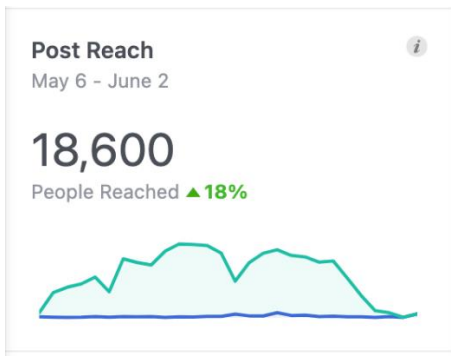 Post Reach
i
May 6 - June 2
18,600
People Reached ▲18%